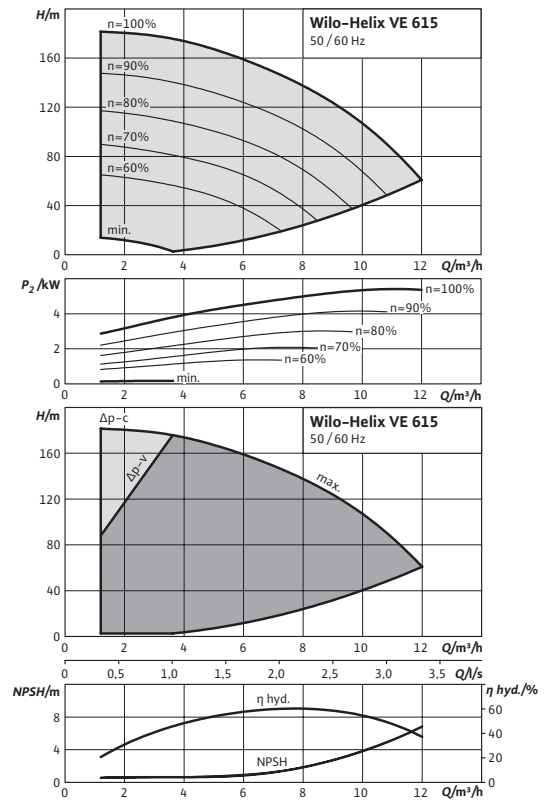 H/m
n=100%
Wilo-Helix VE 615
50/60 Hz
160
n=90%
120
n=80%
80
n=70%
n=60%
40
min.
0
0 2 4 6 8 10 12 Q/m³/h
P2/kW
n=100%
4
n=90%
n=80%
2
n=70%
n=60%
min.
0
0 2 4 6 8 10 12 Q/m³/h
H/m
Δp-c
Wilo-Helix VE 615
50/60 Hz
160
Δp-v
max.
120
80
40
0
0 2 4 6 8 10 12 Q/m³/h
0 0,5 1,0 1,5 2,0 2,5 3,0 3,5 Q/l/s
NPSH/m
η hyd./%
η hyd.
8
60
40
4
NPSH
20
0
0
0 2 4 6 8 10 12 Q/m³/h